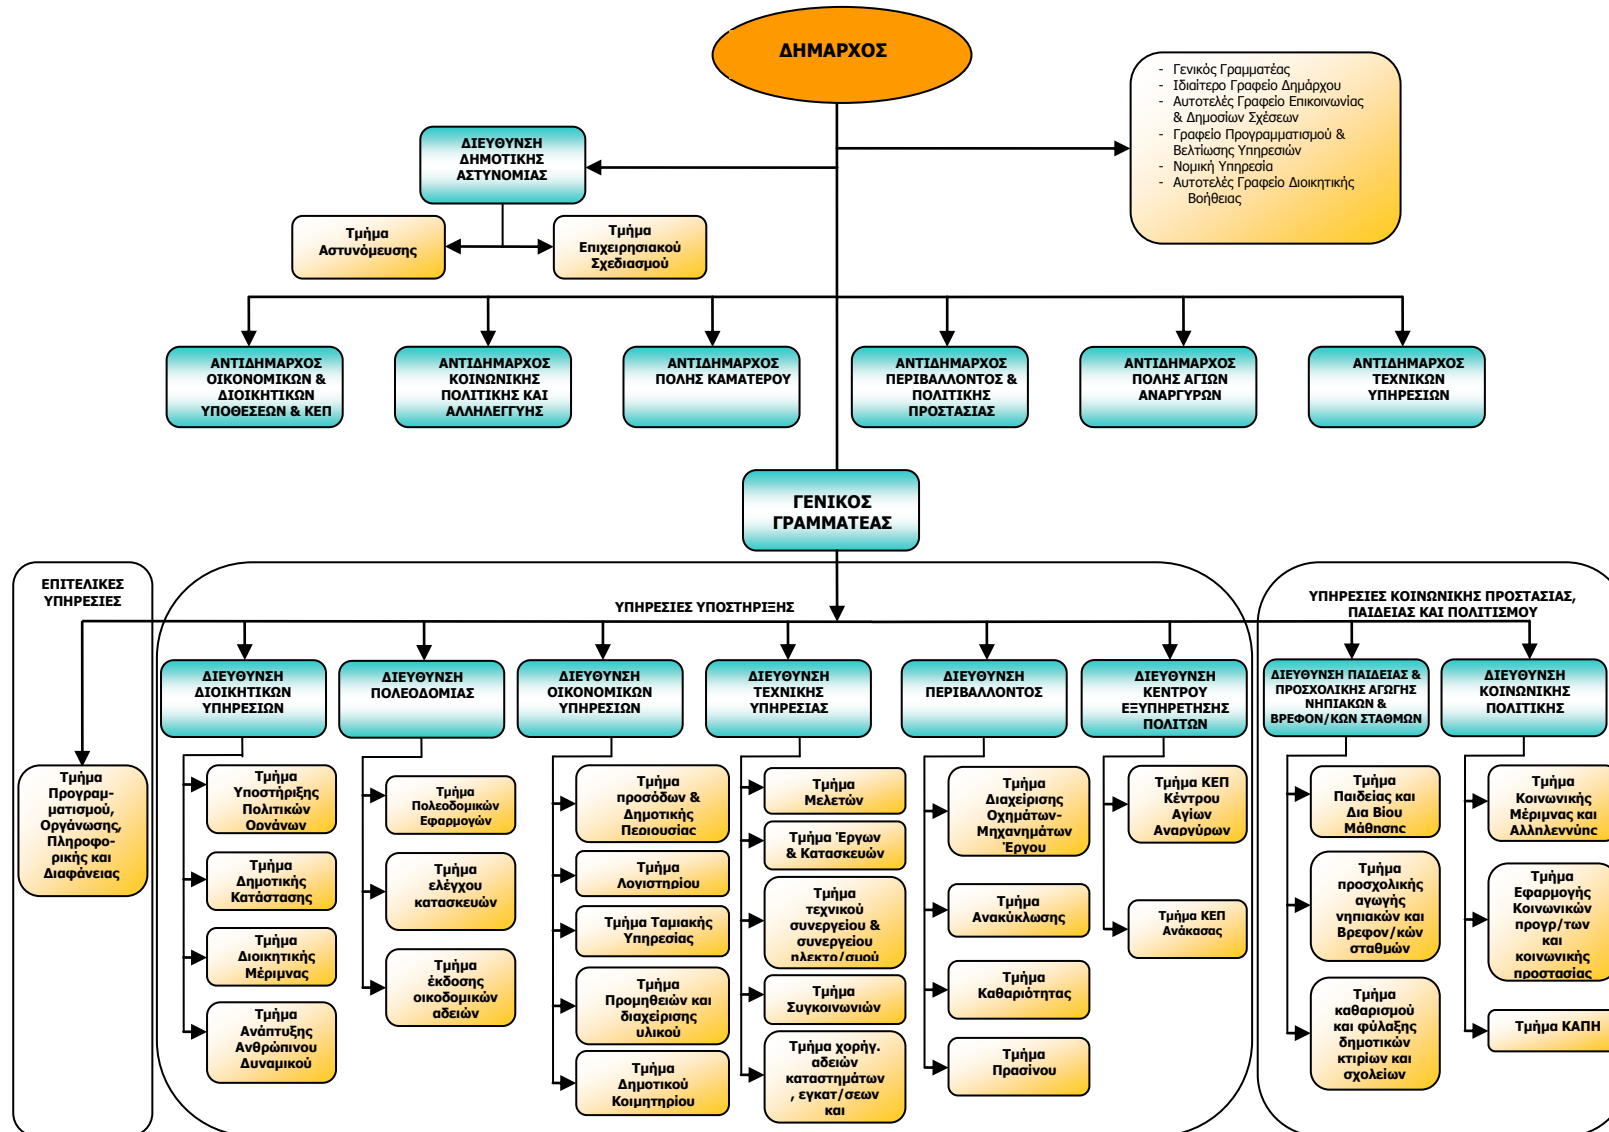 ΔΗΜΑΡΧΟΣ
- Γενικός Γραμματέας
- Ιδιαίτερο Γραφείο Δημάρχου
- Αυτοτελές Γραφείο Επικοινωνίας
& Δημοσίων Σχέσεων
- Γραφείο Προγραμματισμού &
Βελτίωσης Υπηρεσιών
- Νομική Υπηρεσία
- Αυτοτελές Γραφείο Διοικητικής
Βοήθειας
ΔΙΕΥΘΥΝΣΗ
ΔΗΜΟΤΙΚΗΣ
ΑΣΤΥΝΟΜΙΑΣ
Τμήμα
Αστυνόμευσης
Τμήμα
Επιχειρησιακού
Σχεδιασμού
ΑΝΤΙΔΗΜΑΡΧΟΣ
ΟΙΚΟΝΟΜΙΚΩΝ &
ΔΙΟΙΚΗΤΙΚΩΝ
ΥΠΟΘΕΣΕΩΝ & ΚΕΠ
ΑΝΤΙΔΗΜΑΡΧΟΣ
ΚΟΙΝΩΝΙΚΗΣ
ΠΟΛΙΤΙΚΗΣ ΚΑΙ
ΑΛΛΗΛΕΓΓΥΗΣ
ΑΝΤΙΔΗΜΑΡΧΟΣ
ΠΟΛΗΣ ΚΑΜΑΤΕΡΟΥ
ΑΝΤΙΔΗΜΑΡΧΟΣ
ΠΕΡΙΒΑΛΛΟΝΤΟΣ &
ΠΟΛΙΤΙΚΗΣ
ΠΡΟΣΤΑΣΙΑΣ
ΑΝΤΙΔΗΜΑΡΧΟΣ
ΠΟΛΗΣ ΑΓΙΩΝ
ΑΝΑΡΓΥΡΩΝ
ΑΝΤΙΔΗΜΑΡΧΟΣ
ΤΕΧΝΙΚΩΝ
ΥΠΗΡΕΣΙΩΝ
ΓΕΝΙΚΟΣ
ΓΡΑΜΜΑΤΕΑΣ
ΕΠΙΤΕΛΙΚΕΣ
ΥΠΗΡΕΣΙΕΣ
ΥΠΗΡΕΣΙΕΣ ΥΠΟΣΤΗΡΙΞΗΣ
ΥΠΗΡΕΣΙΕΣ ΚΟΙΝΩΝΙΚΗΣ ΠΡΟΣΤΑΣΙΑΣ,
ΠΑΙΔΕΙΑΣ ΚΑΙ ΠΟΛΙΤΙΣΜΟΥ
Τμήμα
Προγραμ-
ματισμού,
Οργάνωσης,
Πληροφο-
ρικής και
Διαφάνειας
ΔΙΕΥΘΥΝΣΗ
ΔΙΟΙΚΗΤΙΚΩΝ
ΥΠΗΡΕΣΙΩΝ
Τμήμα
Υποστήριξης
Πολιτικών
Οργάνων
Τμήμα
Δημοτικής
Κατάστασης
Τμήμα
Διοικητικής
Μέριμνας
Τμήμα
Ανάπτυξης
Ανθρώπινου
Δυναμικού
ΔΙΕΥΘΥΝΣΗ
ΠΟΛΕΟΔΟΜΙΑΣ
Τμήμα
Πολεοδομικών
Εφαρμογών
Τμήμα
ελέγχου
κατασκευών
Τμήμα
έκδοσης
οικοδομικών
αδειών
ΔΙΕΥΘΥΝΣΗ
ΟΙΚΟΝΟΜΙΚΩΝ
ΥΠΗΡΕΣΙΩΝ
Τμήμα
προσόδων &
Δημοτικής
Περιουσίας
Τμήμα
Λογιστηρίου
Τμήμα Ταμιακής
Υπηρεσίας
Τμήμα
Προμηθειών και
διαχείρισης
υλικού
Τμήμα
Δημοτικού
Κοιμητηρίου
ΔΙΕΥΘΥΝΣΗ
ΤΕΧΝΙΚΗΣ
ΥΠΗΡΕΣΙΑΣ
Τμήμα
Μελετών
Τμήμα Έργων
& Κατασκευών
Τμήμα
τεχνικού
συνεργείου &
συνεργείου
ηλεκτρο/σμού
Τμήμα
Συγκοινωνιών
Τμήμα χορήγ.
αδειών
καταστημάτων
, εγκατ/σεων
και
ΔΙΕΥΘΥΝΣΗ
ΠΕΡΙΒΑΛΛΟΝΤΟΣ
Τμήμα
Διαχείρισης
Οχημάτων-
Μηχανημάτων
Έργου
Τμήμα
Ανακύκλωσης
Τμήμα
Καθαριότητας
Τμήμα
Πρασίνου
ΔΙΕΥΘΥΝΣΗ
ΚΕΝΤΡΟΥ
ΕΞΥΠΗΡΕΤΗΣΗΣ
ΠΟΛΙΤΩΝ
Τμήμα ΚΕΠ
Κέντρου
Αγίων
Αναργύρων
Τμήμα ΚΕΠ
Ανάκασας
ΔΙΕΥΘΥΝΣΗ ΠΑΙΔΕΙΑΣ &
ΠΡΟΣΧΟΛΙΚΗΣ ΑΓΩΓΗΣ
ΝΗΠΙΑΚΩΝ &
ΒΡΕΦΟΝ/ΚΩΝ ΣΤΑΘΜΩΝ
Τμήμα
Παιδείας και
Δια Βίου
Μάθησης
Τμήμα
προσχολικής
αγωγής
νηπιακών και
Βρεφον/κών
σταθμών
Τμήμα
καθαρισμού
και φύλαξης
δημοτικών
κτιρίων και
σχολείων
ΔΙΕΥΘΥΝΣΗ
ΚΟΙΝΩΝΙΚΗΣ
ΠΟΛΙΤΙΚΗΣ
Τμήμα
Κοινωνικής
Μέριμνας και
Αλληλεγγύης
Τμήμα
Εφαρμογής
Κοινωνικών
προγρ/των
και
κοινωνικής
προστασίας
Τμήμα ΚΑΠΗ